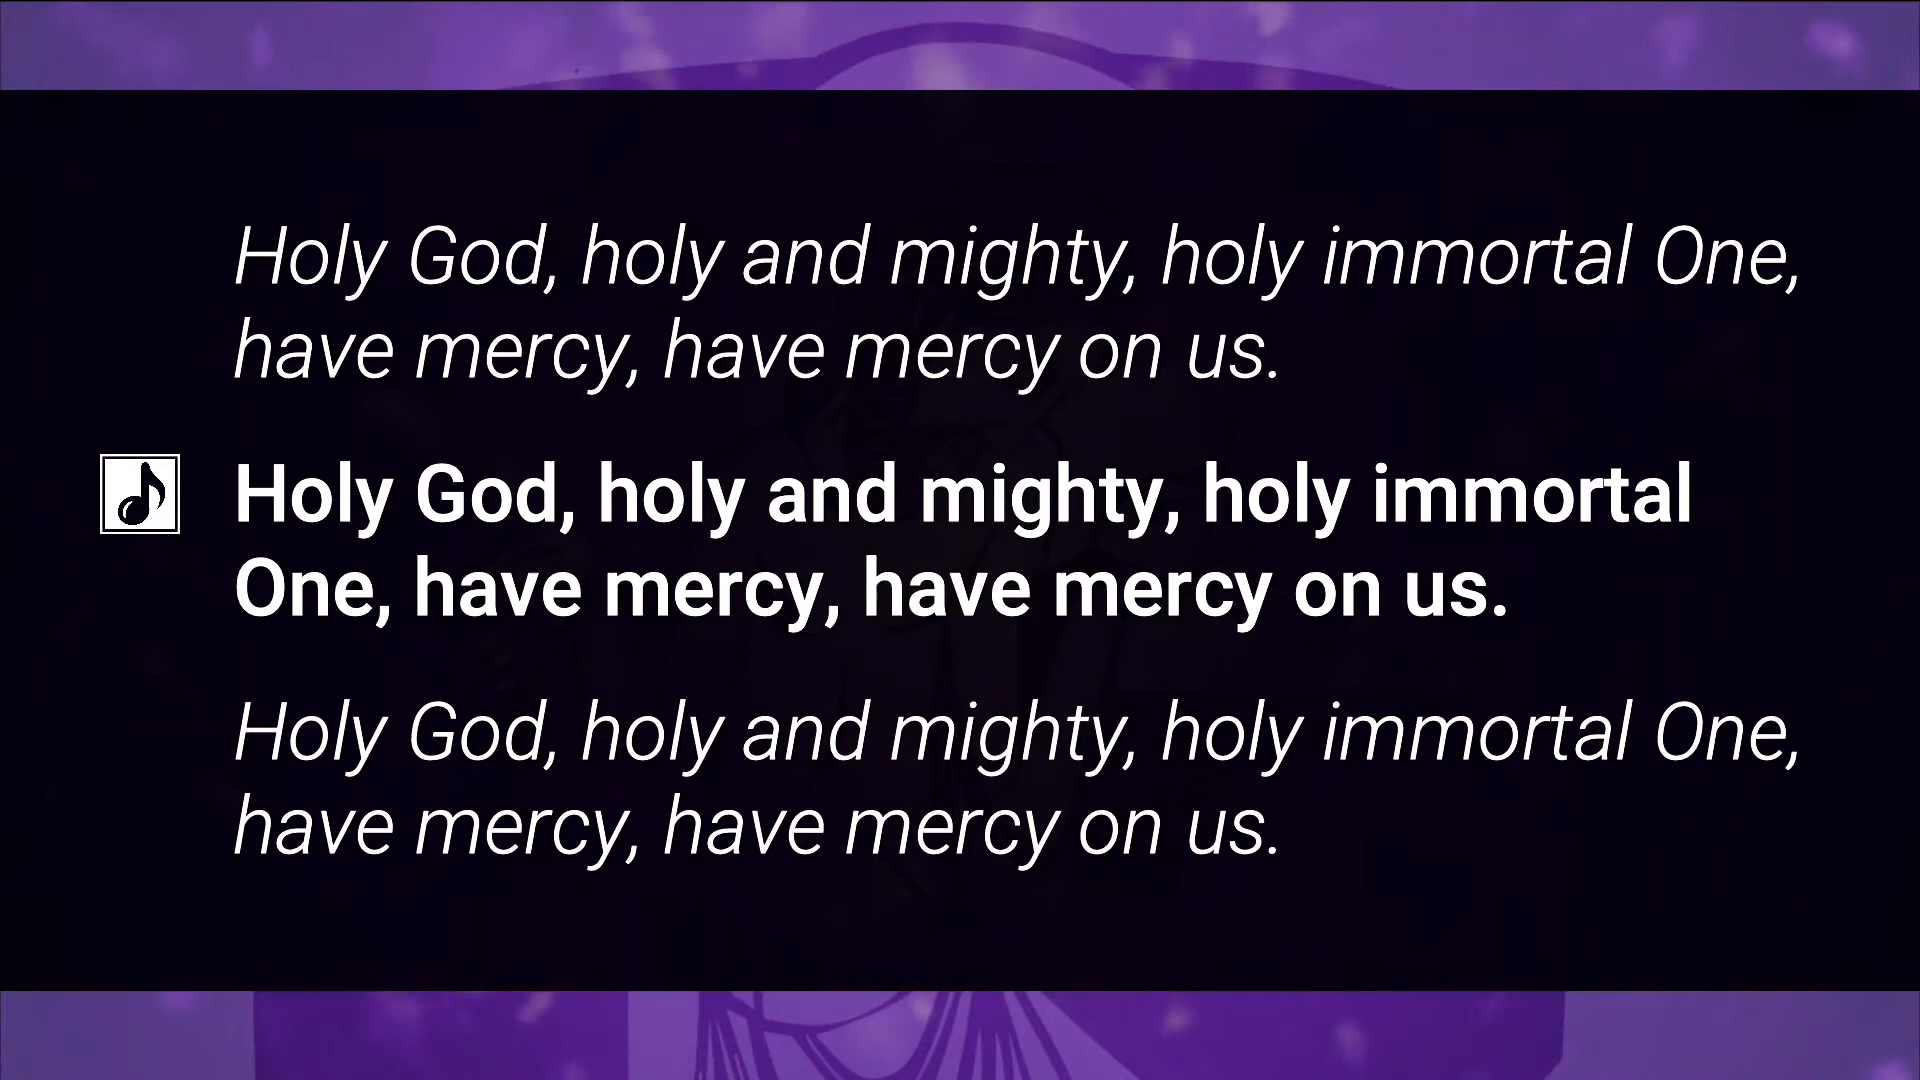 Holy God, holy and mighty, holy immortal One,
have mercy, have mercy on us.
Holy God, holy and mighty, holy immortal
One, have mercy, have mercy on us.
Holy God, holy and mighty, holy immortal One,
have mercy, have mercy on us.